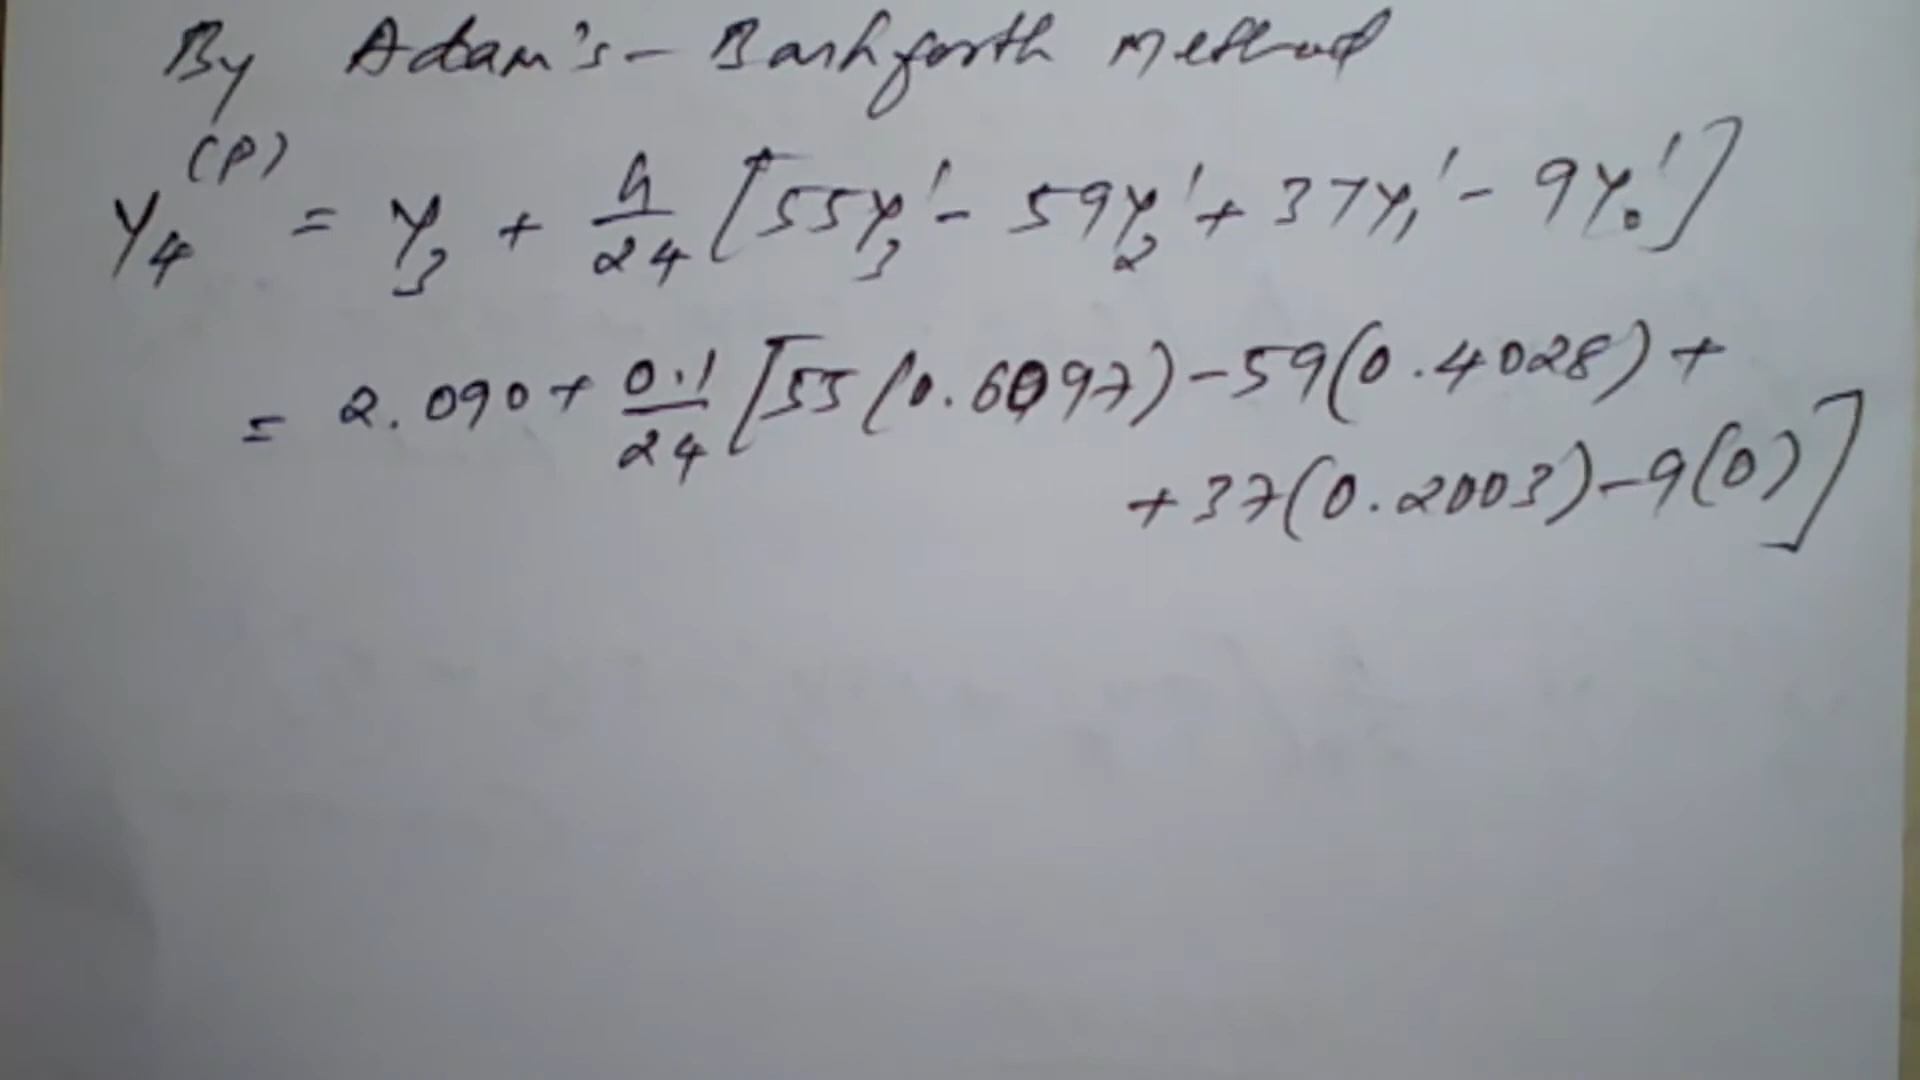 By Adam's - Bashforth Method
y₄⁽ᵖ⁾ = y₃ + h/24 [55y₃' - 59y₂' + 37y₁' - 9y₀']
= 2.090 + 0.1/24 [55(0.6097) - 59(0.4028) +
+ 37(0.2003) - 9(0)]